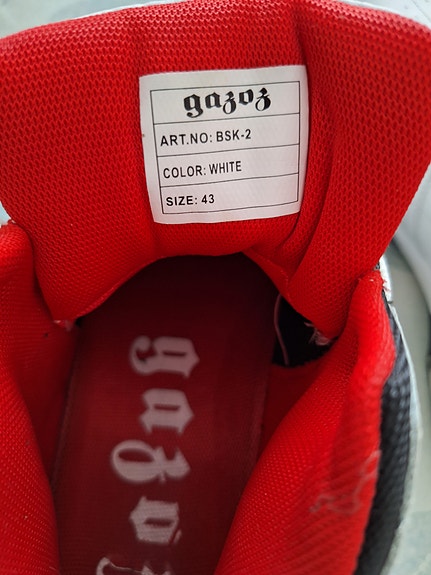 gazoz
ART.NO: BSK-2
COLOR: WHITE
SIZE: 43
gazoz